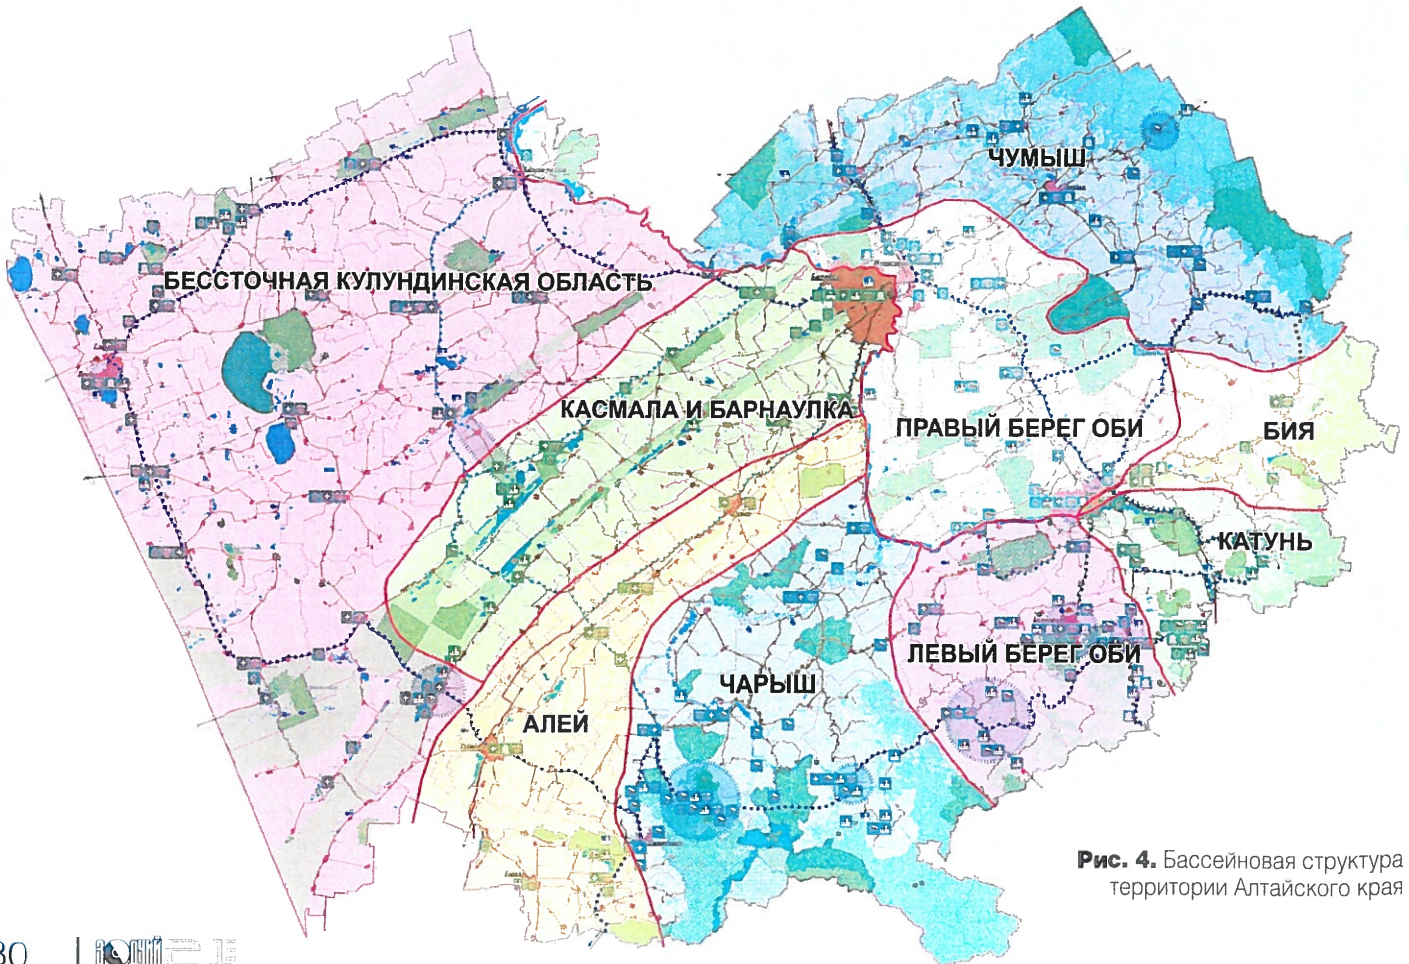 ЧУМЫШ
БЕССТОЧНАЯ КУЛУНДИНСКАЯ ОБЛАСТЬ
КАСМАЛА И БАРНАУЛКА
ПРАВЫЙ БЕРЕГ ОБИ
БИЯ
КАТУНЬ
ЛЕВЫЙ БЕРЕГ ОБИ
ЧАРЫШ
АЛЕЙ
Рис. 4. Бассейновая структура
территории Алтайского края